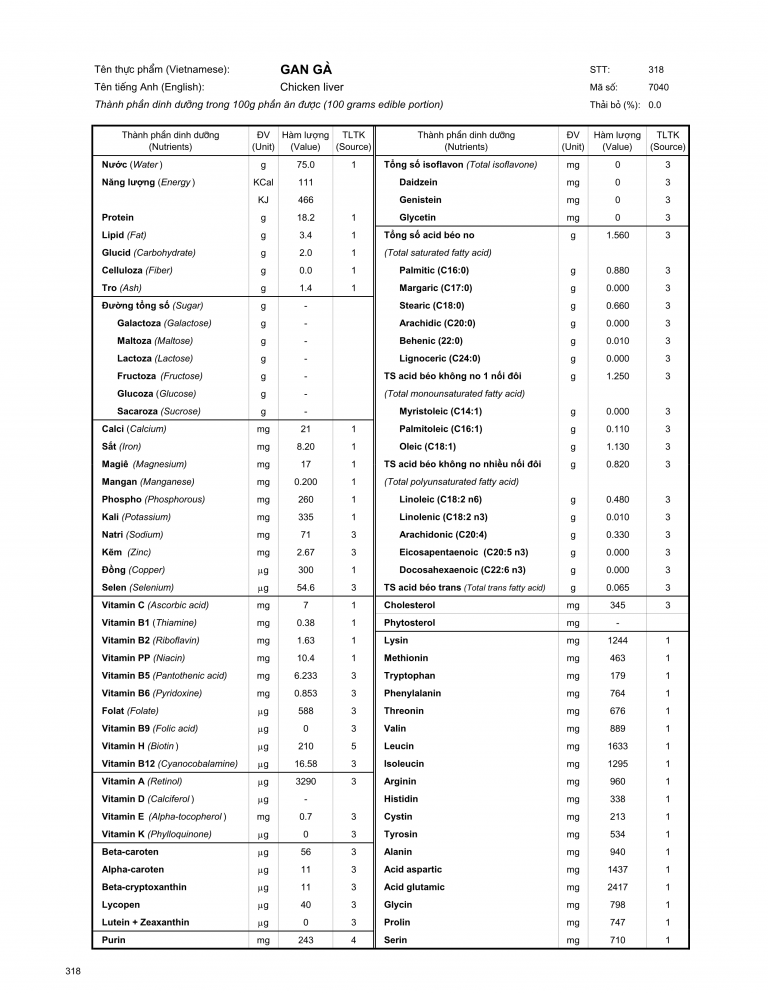 Tên thực phẩm (Vietnamese): GAN GÀ STT: 318
Tên tiếng Anh (English): Chicken liver Mã số: 7040
Thành phần dinh dưỡng trong 100g phần ăn được (100 grams edible portion) Thải bỏ (%): 0.0
Thành phần dinh dưỡng ĐV Hàm lượng TLTK Thành phần dinh dưỡng ĐV Hàm lượng TLTK
(Nutrients) (Unit) (Value) (Source) (Nutrients) (Unit) (Value) (Source)
Nước (Water) g 75.0 1 Tổng số isoflavon (Total isoflavone) mg 0 3
Năng lượng (Energy) KCal 111 Daidzein mg 0 3
KJ 466 Genistein mg 0 3
Protein g 18.2 1 Glycetin mg 0 3
Lipid (Fat) g 3.4 1 Tổng số acid béo no g 1.560 3
Glucid (Carbohydrate) g 2.0 1 (Total saturated fatty acid)
Celluloza (Fiber) g 0.0 1 Palmitic (C16:0) g 0.880 3
Tro (Ash) g 1.4 1 Margaric (C17:0) g 0.000 3
Đường tổng số (Sugar) g - Stearic (C18:0) g 0.660 3
Galactoza (Galactose) g - Arachidic (C20:0) g 0.000 3
Maltoza (Maltose) g - Behenic (22:0) g 0.010 3
Lactoza (Lactose) g - Lignoceric (C24:0) g 0.000 3
Fructoza (Fructose) g - TS acid béo không no 1 nối đôi g 1.250 3
Glucoza (Glucose) g - (Total monounsaturated fatty acid)
Sacaroza (Sucrose) g - Myristoleic (C14:1) g 0.000 3
Calci (Calcium) mg 21 1 Palmitoleic (C16:1) g 0.110 3
Sắt (Iron) mg 8.20 1 Oleic (C18:1) g 1.130 3
Magiê (Magnesium) mg 17 1 TS acid béo không no nhiều nối đôi g 0.820 3
Mangan (Manganese) mg 0.200 1 (Total polyunsaturated fatty acid)
Phospho (Phosphorous) mg 260 1 Linoleic (C18:2 n6) g 0.480 3
Kali (Potassium) mg 335 1 Linolenic (C18:2 n3) g 0.010 3
Natri (Sodium) mg 71 3 Arachidonic (C20:4) g 0.330 3
Kẽm (Zinc) mg 2.67 3 Eicosapentaenoic (C20:5 n3) g 0.000 3
Đồng (Copper) μg 300 1 Docosahexaenoic (C22:6 n3) g 0.000 3
Selen (Selenium) μg 54.6 3 TS acid béo trans (Total trans fatty acid) g 0.065 3
Vitamin C (Ascorbic acid) mg 7 1 Cholesterol mg 345 3
Vitamin B1 (Thiamine) mg 0.38 1 Phytosterol mg -
Vitamin B2 (Riboflavin) mg 1.63 1 Lysin mg 1244 1
Vitamin PP (Niacin) mg 10.4 1 Methionin mg 463 1
Vitamin B5 (Pantothenic acid) mg 6.233 3 Tryptophan mg 179 1
Vitamin B6 (Pyridoxine) mg 0.853 3 Phenylalanin mg 764 1
Folat (Folate) μg 588 3 Threonin mg 676 1
Vitamin B9 (Folic acid) μg 0 3 Valin mg 889 1
Vitamin H (Biotin) μg 210 5 Leucin mg 1633 1
Vitamin B12 (Cyanocobalamine) μg 16.58 3 Isoleucin mg 1295 1
Vitamin A (Retinol) μg 3290 3 Arginin mg 960 1
Vitamin D (Calciferol) μg - Histidin mg 338 1
Vitamin E (Alpha-tocopherol) mg 0.7 3 Cystin mg 213 1
Vitamin K (Phylloquinone) μg 0 3 Tyrosin mg 534 1
Beta-caroten μg 56 3 Alanin mg 940 1
Alpha-caroten μg 11 3 Acid aspartic mg 1437 1
Beta-cryptoxanthin μg 11 3 Acid glutamic mg 2417 1
Lycopen μg 40 3 Glycin mg 798 1
Lutein + Zeaxanthin μg 0 3 Prolin mg 747 1
Purin mg 243 4 Serin mg 710 1
318